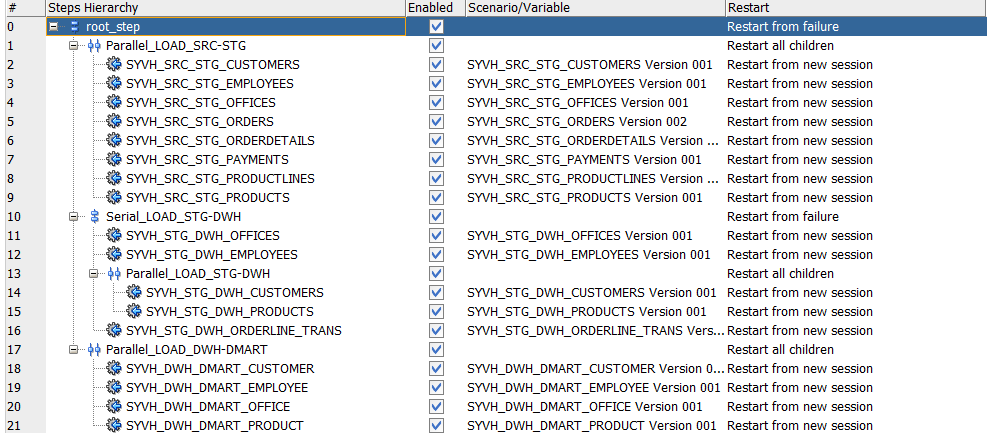 # Steps Hierarchy Enabled Scenario/Variable Restart
0 root_step Restart from failure
1 Parallel_LOAD_SRC-STG Restart all children
2 SYVH_SRC_STG_CUSTOMERS SYVH_SRC_STG_CUSTOMERS Version 001 Restart from new session
3 SYVH_SRC_STG_EMPLOYEES SYVH_SRC_STG_EMPLOYEES Version 001 Restart from new session
4 SYVH_SRC_STG_OFFICES SYVH_SRC_STG_OFFICES Version 001 Restart from new session
5 SYVH_SRC_STG_ORDERS SYVH_SRC_STG_ORDERS Version 002 Restart from new session
6 SYVH_SRC_STG_ORDERDETAILS SYVH_SRC_STG_ORDERDETAILS Version ... Restart from new session
7 SYVH_SRC_STG_PAYMENTS SYVH_SRC_STG_PAYMENTS Version 001 Restart from new session
8 SYVH_SRC_STG_PRODUCTLINES SYVH_SRC_STG_PRODUCTLINES Version ... Restart from new session
9 SYVH_SRC_STG_PRODUCTS SYVH_SRC_STG_PRODUCTS Version 001 Restart from new session
10 Serial_LOAD_STG-DWH Restart from failure
11 SYVH_STG_DWH_OFFICES SYVH_STG_DWH_OFFICES Version 001 Restart from new session
12 SYVH_STG_DWH_EMPLOYEES SYVH_STG_DWH_EMPLOYEES Version 001 Restart from new session
13 Parallel_LOAD_STG-DWH Restart all children
14 SYVH_STG_DWH_CUSTOMERS SYVH_STG_DWH_CUSTOMERS Version 001 Restart from new session
15 SYVH_STG_DWH_PRODUCTS SYVH_STG_DWH_PRODUCTS Version 001 Restart from new session
16 SYVH_STG_DWH_ORDERLINE_TRANS SYVH_STG_DWH_ORDERLINE_TRANS Vers... Restart from new session
17 Parallel_LOAD_DWH-DMART Restart all children
18 SYVH_DWH_DMART_CUSTOMER SYVH_DWH_DMART_CUSTOMER Version 0... Restart from new session
19 SYVH_DWH_DMART_EMPLOYEE SYVH_DWH_DMART_EMPLOYEE Version 001 Restart from new session
20 SYVH_DWH_DMART_OFFICE SYVH_DWH_DMART_OFFICE Version 001 Restart from new session
21 SYVH_DWH_DMART_PRODUCT SYVH_DWH_DMART_PRODUCT Version 001 Restart from new session